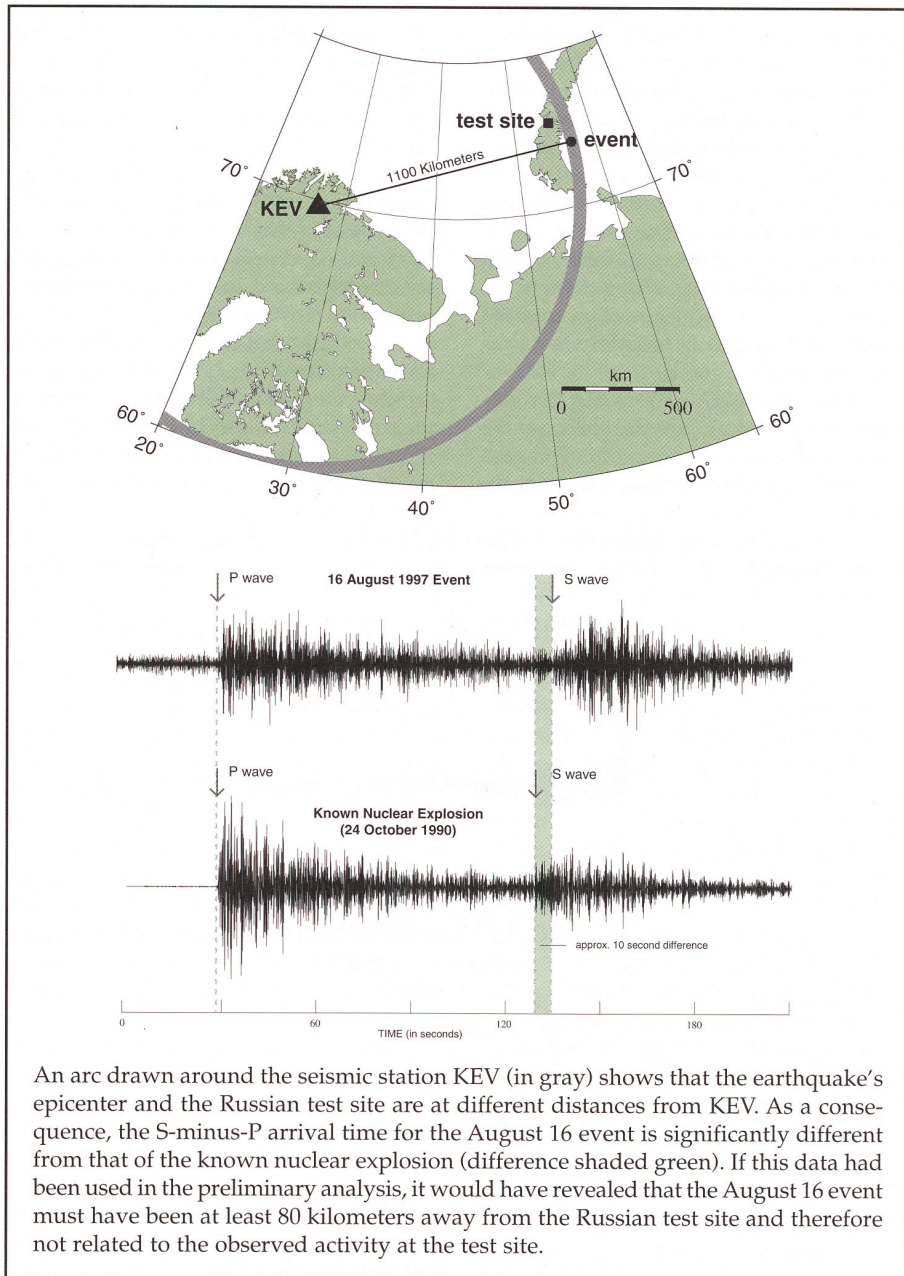 test site
event
1100 Kilometers
70°
70°
KEV
km
0 500
60°
60°
20°
30°
40°
50°
60°
P wave 16 August 1997 Event S wave
P wave S wave
Known Nuclear Explosion
(24 October 1990)
approx. 10 second difference
0 60 120 180
TIME (in seconds)
An arc drawn around the seismic station KEV (in gray) shows that the earthquake's
epicenter and the Russian test site are at different distances from KEV. As a conse-
quence, the S-minus-P arrival time for the August 16 event is significantly different
from that of the known nuclear explosion (difference shaded green). If this data had
been used in the preliminary analysis, it would have revealed that the August 16 event
must have been at least 80 kilometers away from the Russian test site and therefore
not related to the observed activity at the test site.